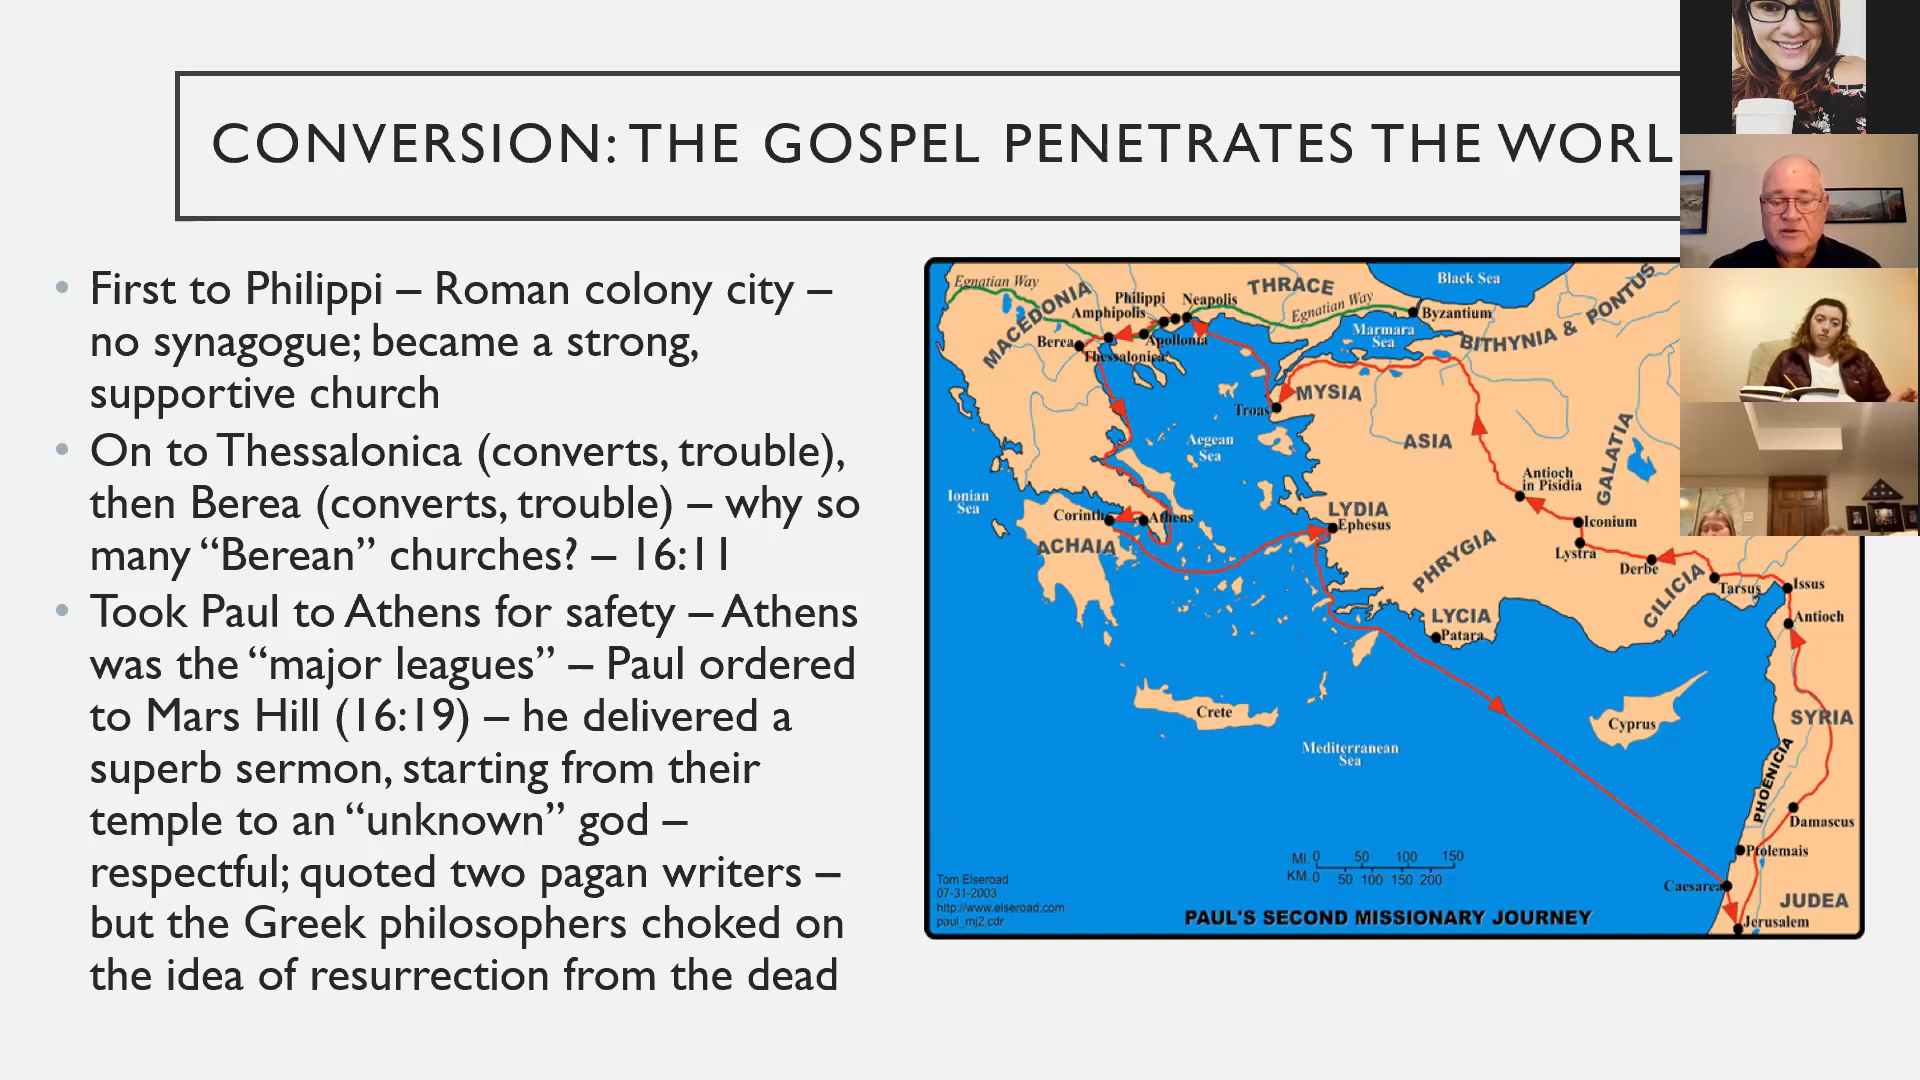 CONVERSION: THE GOSPEL PENETRATES THE WORL
• First to Philippi – Roman colony city –
no synagogue; became a strong,
supportive church
• On to Thessalonica (converts, trouble),
then Berea (converts, trouble) – why so
many “Berean” churches? – 16:11
• Took Paul to Athens for safety – Athens
was the “major leagues” – Paul ordered
to Mars Hill (16:19) – he delivered a
superb sermon, starting from their
temple to an “unknown” god –
respectful; quoted two pagan writers –
but the Greek philosophers choked on
the idea of resurrection from the dead
Egnatian Way
MACEDONIA
Philippi
Neapolis
THRACE
Black Sea
Amphipolis
Egnatian Way
Byzantium
Marmara
Sea
BITHYNIA & PONTUS
Berea
Apollonia
Thessalonica
Troas
MYSIA
Aegean
Sea
ASIA
GALATIA
Antioch
in Pisidia
Ionian
Sea
Corinth
Athens
LYDIA
Ephesus
Iconium
ACHAIA
PHRYGIA
Lystra
Derbe
CILICIA
Tarsus
Issus
LYCIA
Patara
Antioch
Crete
Cyprus
SYRIA
Mediterranean
Sea
PHOENICIA
Damascus
Ptolemais
MI. 0 50 100 150
KM. 0 50 100 150 200
Caesarea
JUDEA
Jerusalem
Tom Elseroad
07-31-2003
http://www.elseroad.com
paul_mj2.cdr
PAUL'S SECOND MISSIONARY JOURNEY